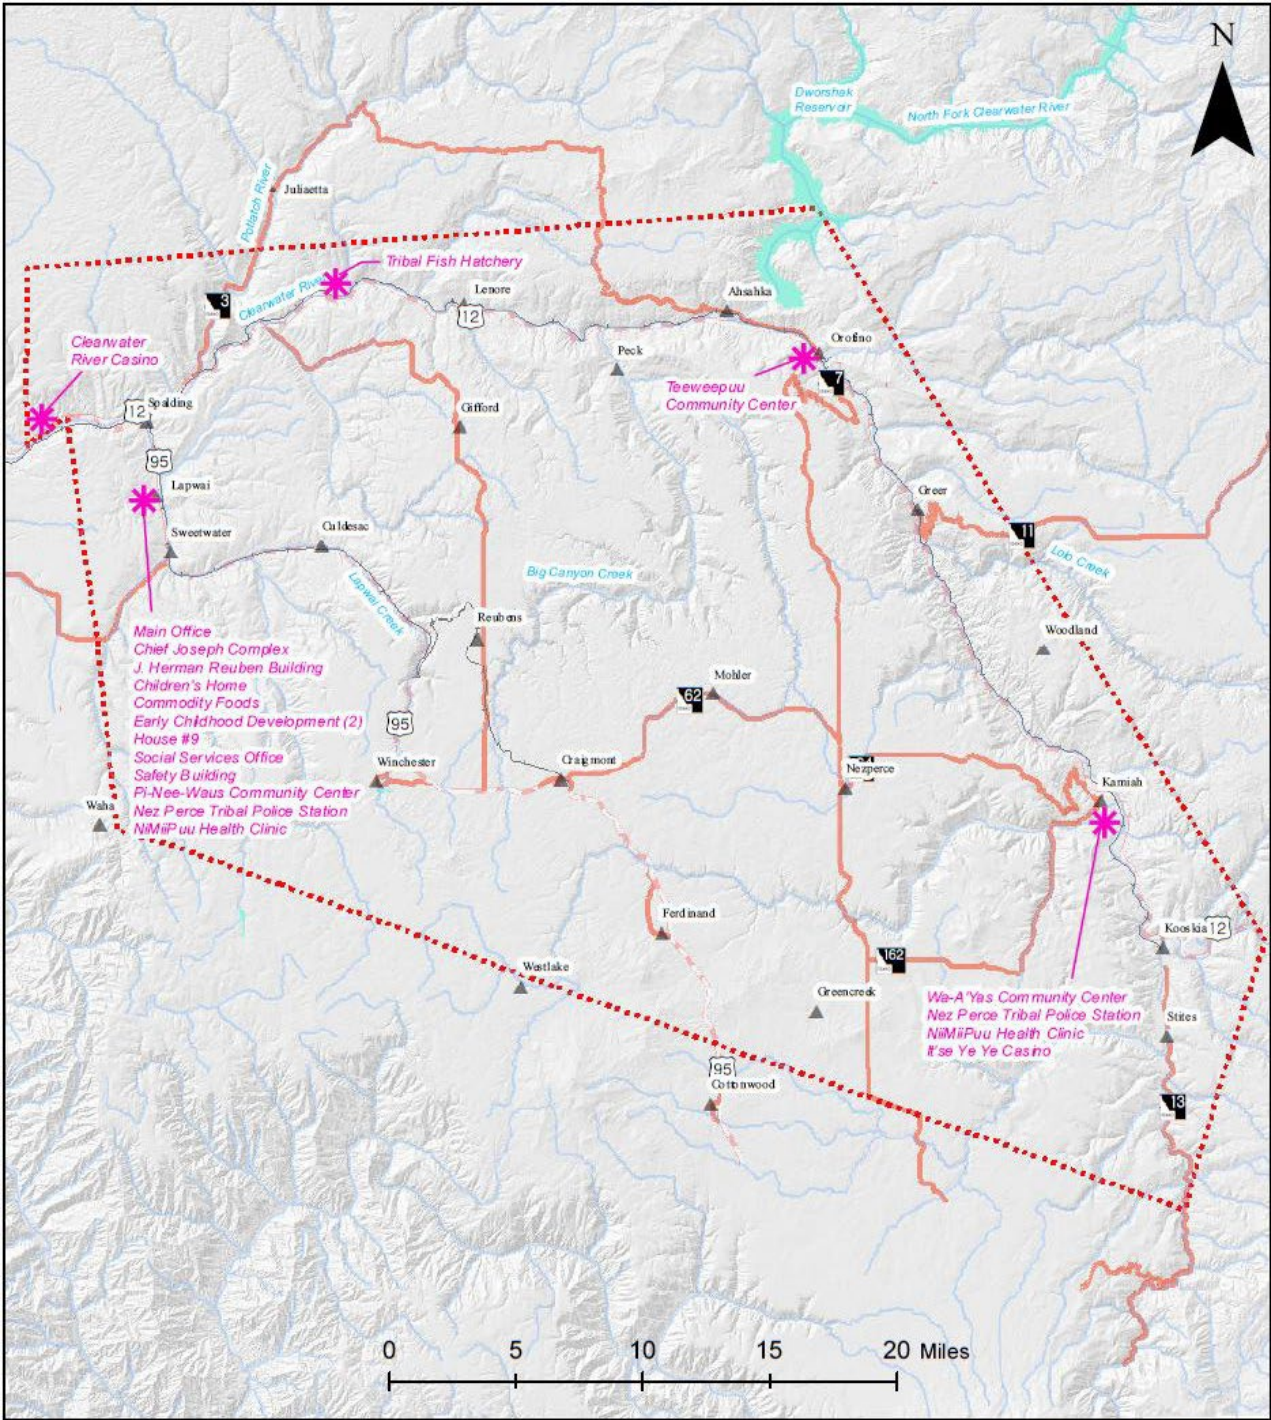 N
Dworshak
Reservoir
North Fork Clearwater River
Potlatch River
Juliaetta
Tribal Fish Hatchery
3
Clearwater River
Lenore
12
Ahsahka
Clearwater
River Casino
Peck
Orofino
7
Teeweepuu
Community Center
12
Spalding
Gifford
95
Lapwai
Greer
Sweetwater
Culdesac
11
Lolo Creek
Big Canyon Creek
Lapwai Creek
Reubens
Woodland
Main Office
Chief Joseph Complex
J. Herman Reuben Building
Children's Home
Commodity Foods
Early Childhood Development (2)
House #9
Social Services Office
Safety Building
Pi-Nee-Waus Community Center
Nez Perce Tribal Police Station
NiMiiPuu Health Clinic
Mohler
62
95
Winchester
Craigmont
Nezperce
Kamiah
Waha
Ferdinand
Kooskia
12
162
Westlake
Greencreek
Wa-A'Yas Community Center
Nez Perce Tribal Police Station
NiiMiiPuu Health Clinic
It'se Ye Ye Casino
Stites
95
Cottonwood
13
0 5 10 15 20 Miles